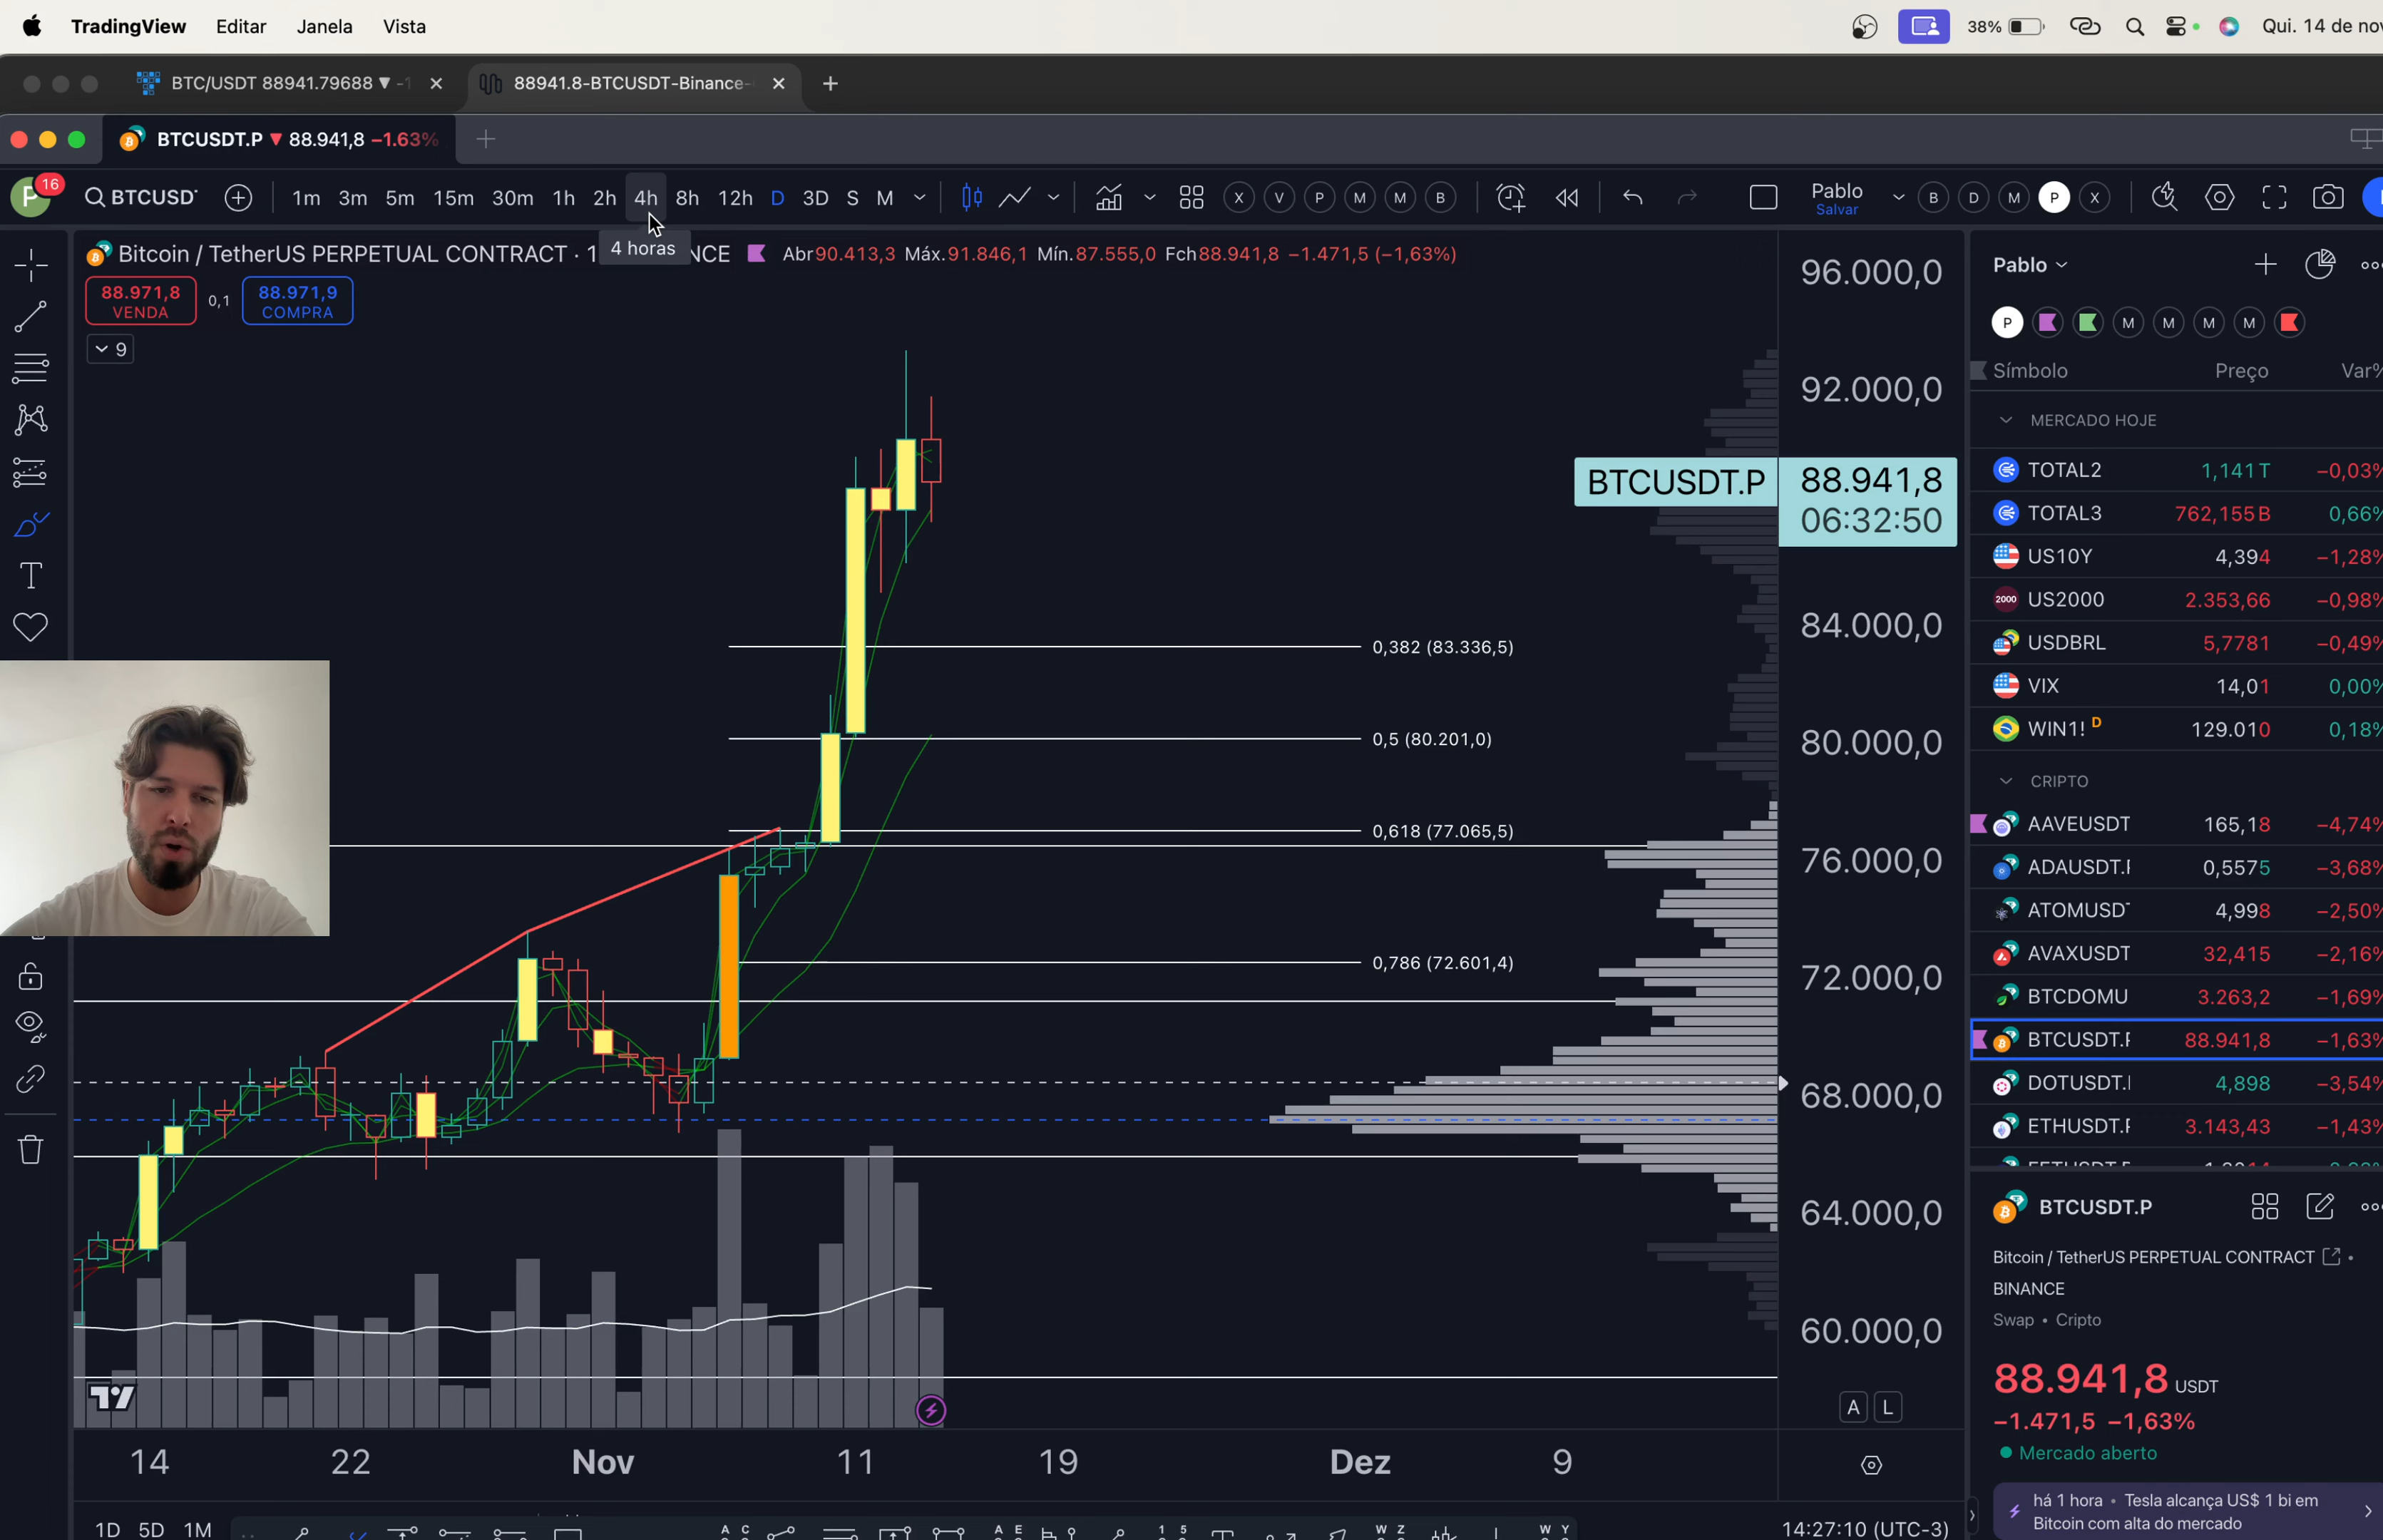 TradingView Editar Janela Vista 38%
BTC/USDT 88941.79688 ▼ 88941.8-BTCUSDT-Binance-
BTCUSDT.P ▼ 88.941,8 −1.63%
P 16 BTCUSD 1m 3m 5m 15m 30m 1h 2h 4h 8h 12h D 3D S M X V P M M B Pablo Salvar B D M P X
4 horas
Bitcoin / TetherUS PERPETUAL CONTRACT · 1 NCE Abr90.413,3 Máx.91.846,1 Mín.87.555,0 Fch88.941,8 −1.471,5 (−1,63%)
88.971,8 0,1 88.971,9
VENDA COMPRA
9
96.000,0
92.000,0
BTCUSDT.P 88.941,8
06:32:50
84.000,0
0,382 (83.336,5)
80.000,0
0,5 (80.201,0)
0,618 (77.065,5)
76.000,0
0,786 (72.601,4)
72.000,0
68.000,0
64.000,0
60.000,0
A L
14 22 Nov 11 19 Dez 9
1D 5D 1M
14:27:10 (UTC-3)
Pablo
P M M M M
Símbolo Preço Var%
MERCADO HOJE
TOTAL2 1,141T −0,03%
TOTAL3 762,155B 0,66%
US10Y 4,394 −1,28%
2000 US2000 2.353,66 −0,98%
USDBRL 5,7781 −0,49%
VIX 14,01 0,00%
WIN1! D 129.010 0,18%
CRIPTO
AAVEUSDT 165,18 −4,74%
ADAUSDT.P 0,5575 −3,68%
ATOMUSDT 4,998 −2,50%
AVAXUSDT 32,415 −2,16%
BTCDOMU 3.263,2 −1,69%
BTCUSDT.P 88.941,8 −1,63%
DOTUSDT. 4,898 −3,54%
ETHUSDT.P 3.143,43 −1,43%
BTCUSDT.P
Bitcoin / TetherUS PERPETUAL CONTRACT
BINANCE
Swap • Cripto
88.941,8 USDT
−1.471,5 −1,63%
Mercado aberto
há 1 hora • Tesla alcança US$ 1 bi em
Bitcoin com alta do mercado
Qui. 14 de nov